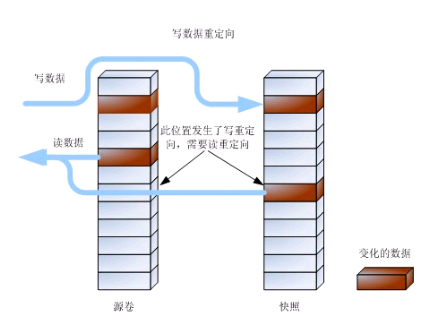 写数据重定向
写数据
读数据
此位置发生了写重定
向，需要读重定向
变化的数据
源卷
快照